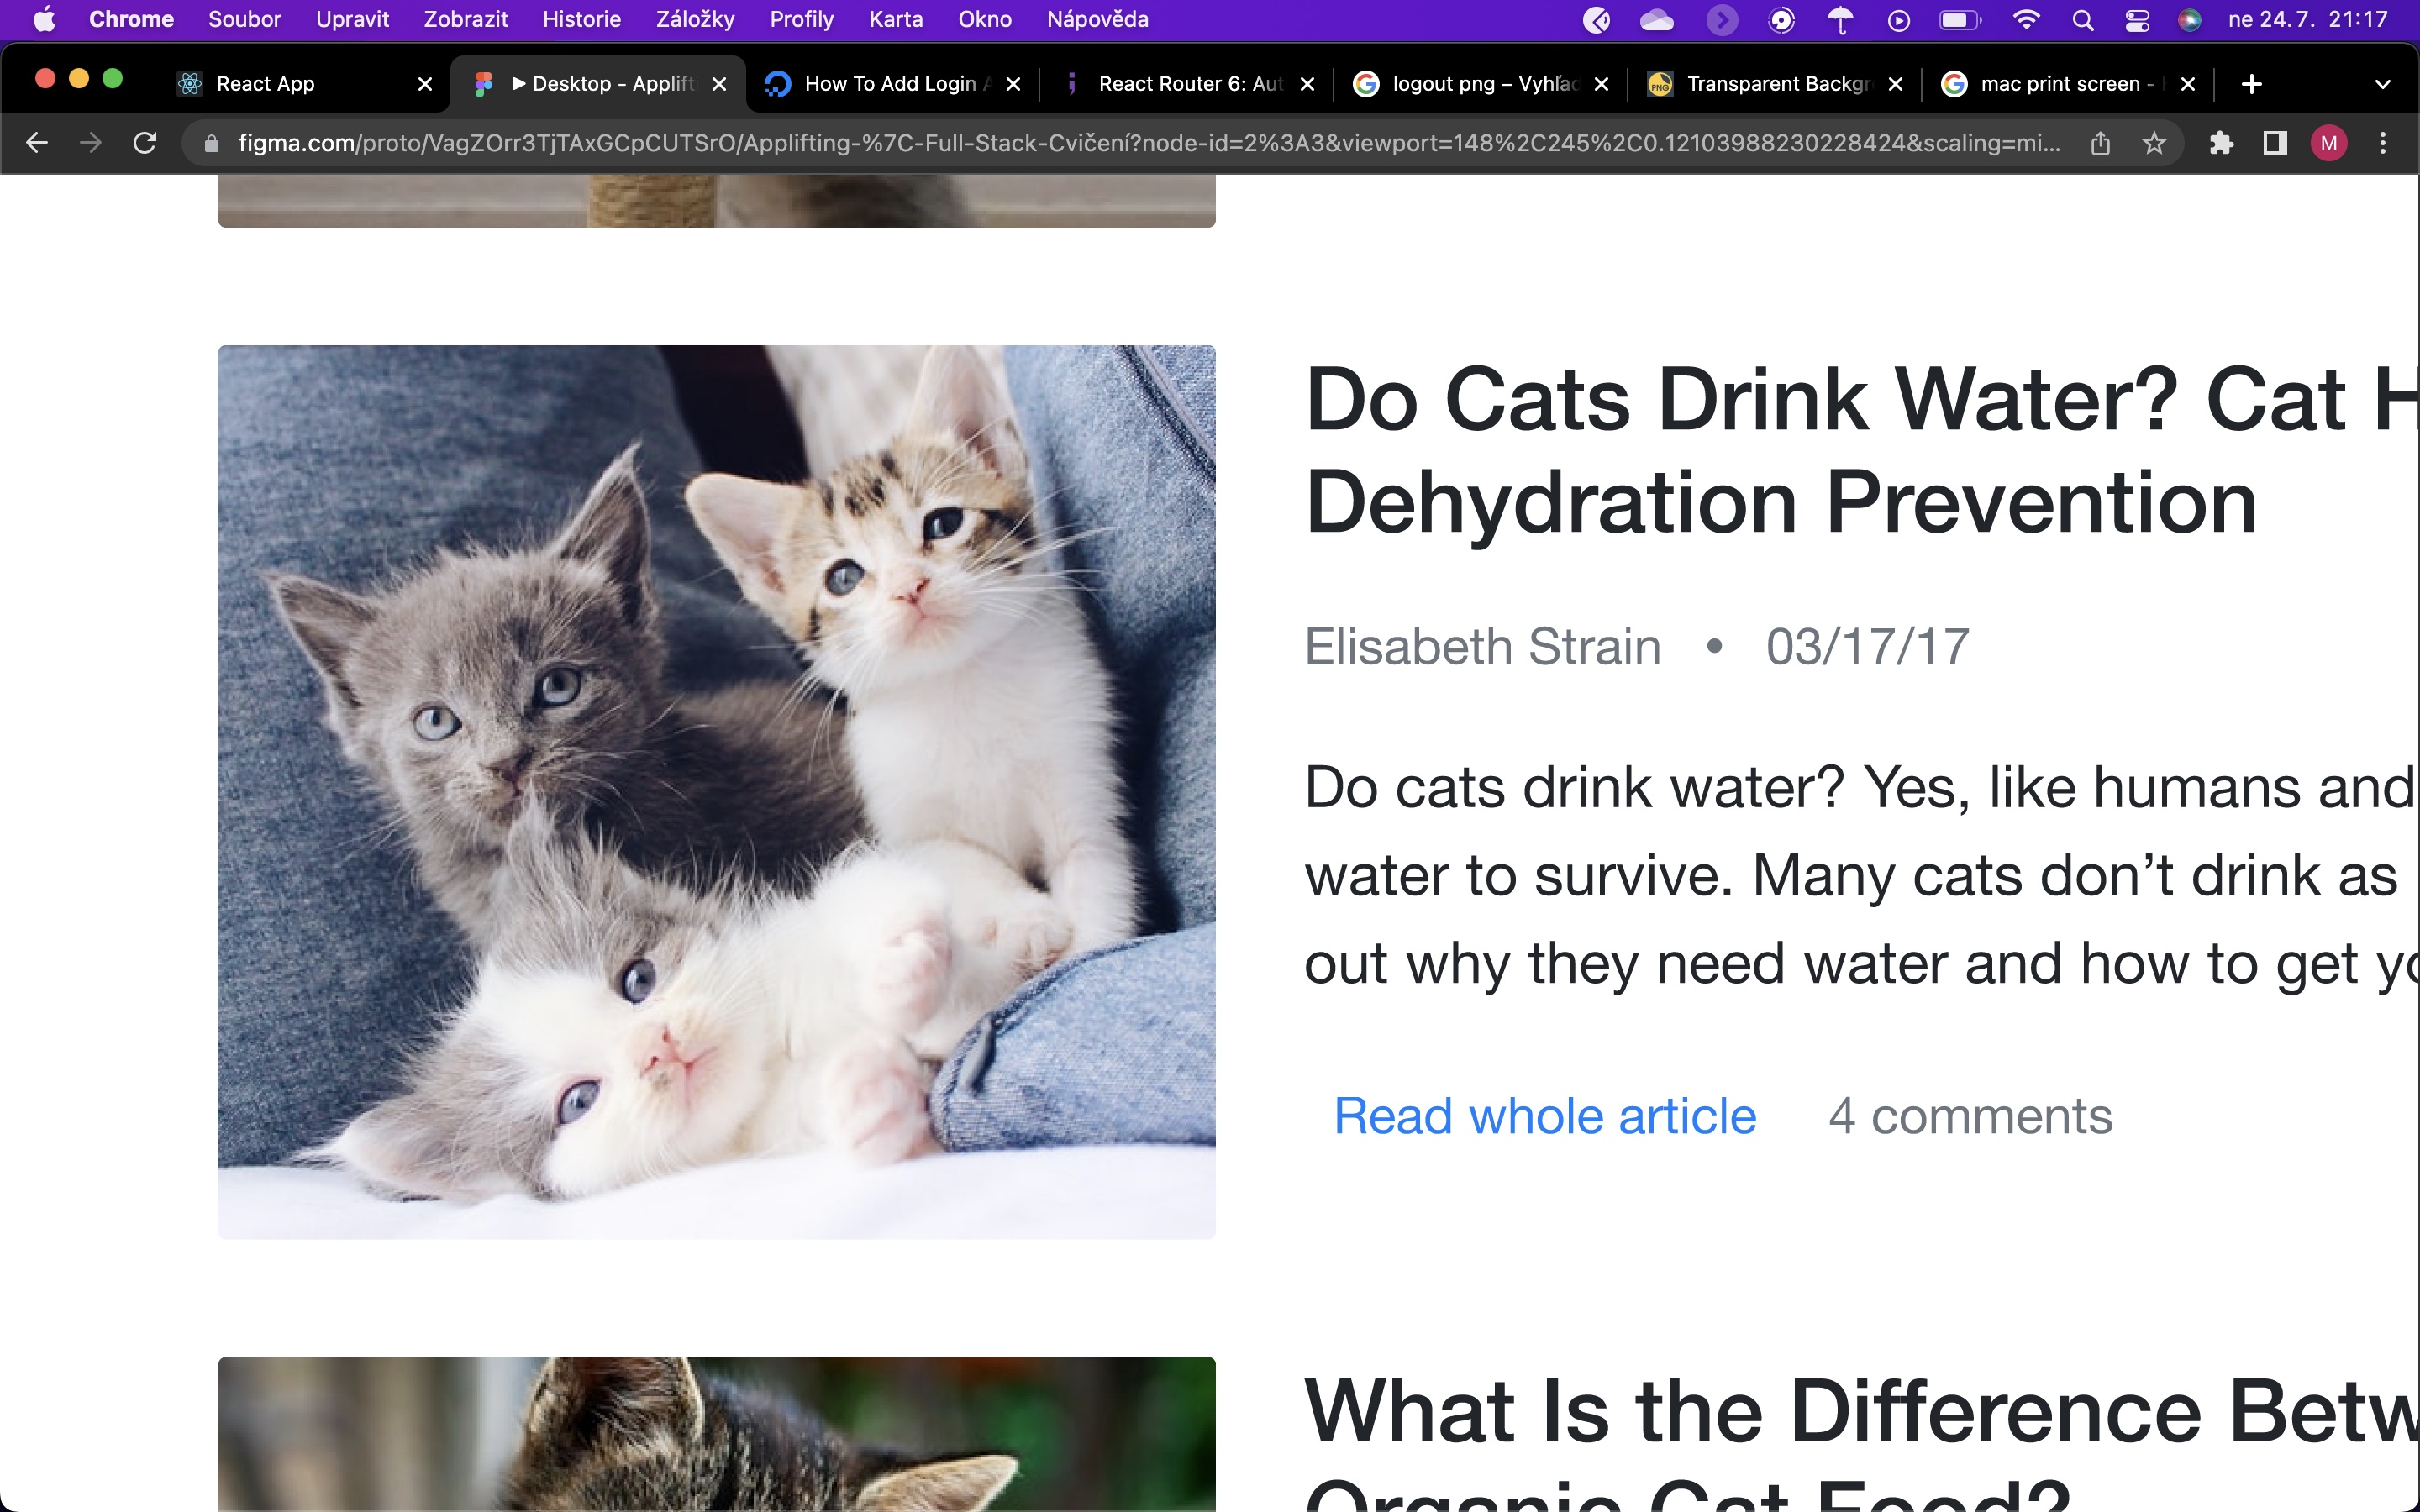 Chrome Soubor Upravit Zobrazit Historie Záložky Profily Karta Okno Nápověda ne 24.7. 21:17
React App Desktop - Applift How To Add Login React Router 6: Aut logout png – Vyhľa Transparent Backg mac print screen -
figma.com/proto/VagZOrr3TjTAxGCpCUTSrO/Applifting-%7C-Full-Stack-Cvičení?node-id=2%3A3&viewport=148%2C245%2C0.12103988230228424&scaling=mi... M
Do Cats Drink Water? Cat H
Dehydration Prevention
Elisabeth Strain • 03/17/17
Do cats drink water? Yes, like humans and
water to survive. Many cats don’t drink as
out why they need water and how to get yo
Read whole article 4 comments
What Is the Difference Betw
Organic Cat Food?